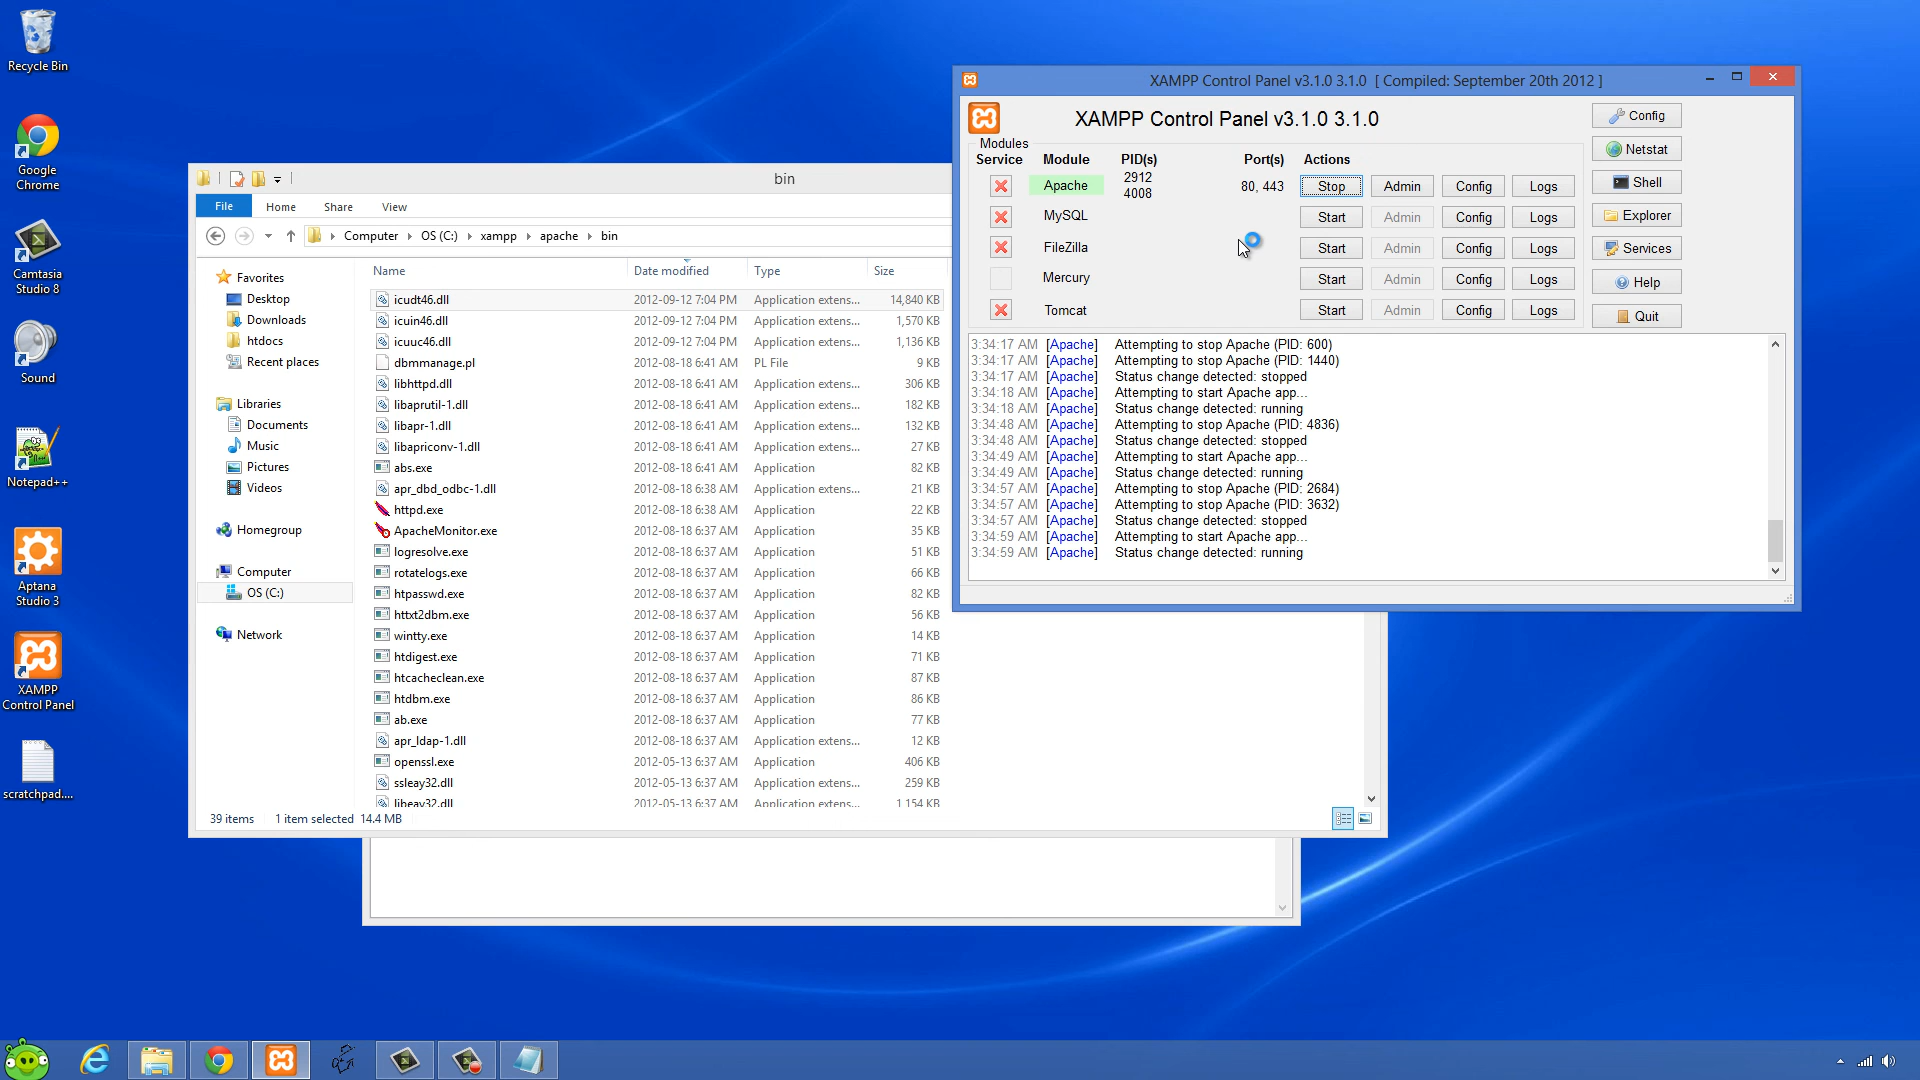 Recycle Bin
Google
Chrome
Camtasia
Studio 8
Sound
Notepad++
Aptana
Studio 3
XAMPP
Control Panel
scratchpad....
bin
File Home Share View
Computer OS (C:) xampp apache bin
Favorites
Desktop
Downloads
htdocs
Recent places
Libraries
Documents
Music
Pictures
Videos
Homegroup
Computer
OS (C:)
Network
Name Date modified Type Size
icudt46.dll 2012-09-12 7:04 PM Application extens... 14,840 KB
icuin46.dll 2012-09-12 7:04 PM Application extens... 1,570 KB
icuuc46.dll 2012-09-12 7:04 PM Application extens... 1,136 KB
dbmmanage.pl 2012-08-18 6:41 AM PL File 9 KB
libhttpd.dll 2012-08-18 6:41 AM Application extens... 306 KB
libaprutil-1.dll 2012-08-18 6:41 AM Application extens... 182 KB
libapr-1.dll 2012-08-18 6:41 AM Application extens... 132 KB
libapriconv-1.dll 2012-08-18 6:41 AM Application extens... 27 KB
abs.exe 2012-08-18 6:41 AM Application 82 KB
apr_dbd_odbc-1.dll 2012-08-18 6:38 AM Application extens... 21 KB
httpd.exe 2012-08-18 6:38 AM Application 22 KB
ApacheMonitor.exe 2012-08-18 6:37 AM Application 35 KB
logresolve.exe 2012-08-18 6:37 AM Application 51 KB
rotatelogs.exe 2012-08-18 6:37 AM Application 66 KB
htpasswd.exe 2012-08-18 6:37 AM Application 82 KB
httxt2dbm.exe 2012-08-18 6:37 AM Application 56 KB
wintty.exe 2012-08-18 6:37 AM Application 14 KB
htdigest.exe 2012-08-18 6:37 AM Application 71 KB
htcacheclean.exe 2012-08-18 6:37 AM Application 87 KB
htdbm.exe 2012-08-18 6:37 AM Application 86 KB
ab.exe 2012-08-18 6:37 AM Application 77 KB
apr_ldap-1.dll 2012-08-18 6:37 AM Application extens... 12 KB
openssl.exe 2012-05-13 6:37 AM Application 406 KB
ssleay32.dll 2012-05-13 6:37 AM Application extens... 259 KB
libeay32.dll 2012-05-13 6:37 AM Application extens... 1,154 KB
39 items 1 item selected 14.4 MB
XAMPP Control Panel v3.1.0 3.1.0 [ Compiled: September 20th 2012 ]
XAMPP Control Panel v3.1.0 3.1.0
Modules
Service Module PID(s) Port(s) Actions
Apache 2912 4008 80, 443 Stop Admin Config Logs
MySQL Start Admin Config Logs
FileZilla Start Admin Config Logs
Mercury Start Admin Config Logs
Tomcat Start Admin Config Logs
Config
Netstat
Shell
Explorer
Services
Help
Quit
3:34:17 AM [Apache] Attempting to stop Apache (PID: 600)
3:34:17 AM [Apache] Attempting to stop Apache (PID: 1440)
3:34:17 AM [Apache] Status change detected: stopped
3:34:18 AM [Apache] Attempting to start Apache app...
3:34:18 AM [Apache] Status change detected: running
3:34:48 AM [Apache] Attempting to stop Apache (PID: 4836)
3:34:48 AM [Apache] Status change detected: stopped
3:34:49 AM [Apache] Attempting to start Apache app...
3:34:49 AM [Apache] Status change detected: running
3:34:57 AM [Apache] Attempting to stop Apache (PID: 2684)
3:34:57 AM [Apache] Attempting to stop Apache (PID: 3632)
3:34:57 AM [Apache] Status change detected: stopped
3:34:59 AM [Apache] Attempting to start Apache app...
3:34:59 AM [Apache] Status change detected: running